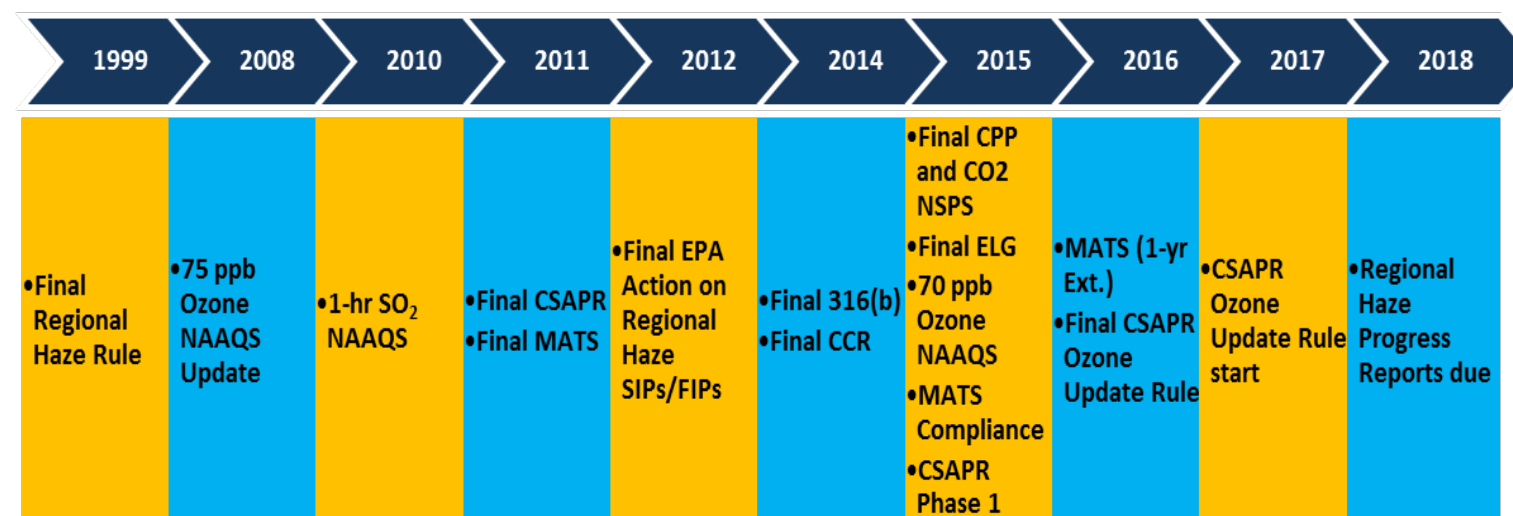 1999
2008
2010
2011
2012
2014
2015
2016
2017
2018
•Final
Regional
Haze Rule
•75 ppb
Ozone
NAAQS
Update
•1-hr SO₂
NAAQS
•Final CSAPR
•Final MATS
•Final EPA
Action on
Regional
Haze
SIPs/FIPs
•Final 316(b)
•Final CCR
•Final CPP
and CO2
NSPS
•Final ELG
•70 ppb
Ozone
NAAQS
•MATS
Compliance
•CSAPR
Phase 1
•MATS (1-yr
Ext.)
•Final CSAPR
Ozone
Update Rule
•CSAPR
Ozone
Update Rule
start
•Regional
Haze
Progress
Reports due